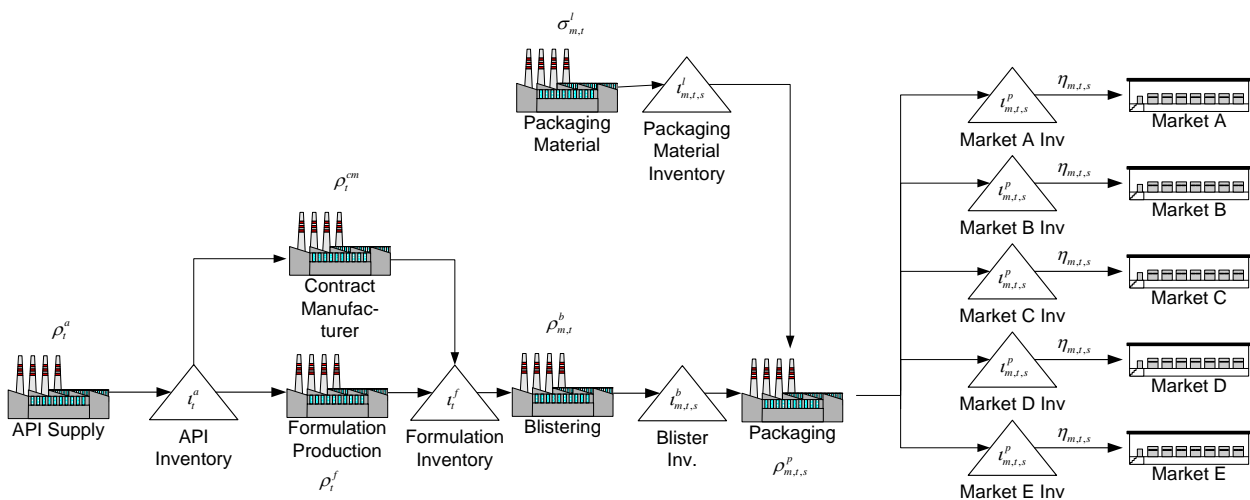 σ^l_{m,t}
ι^l_{m,t,s}
Packaging
Material
Packaging
Material
Inventory
ρ^{cm}_t
Contract
Manufac-
turer
ρ^a_t
API Supply
ι^a_t
API
Inventory
Formulation
Production
ρ^f_t
ι^f_t
Formulation
Inventory
ρ^b_{m,t}
Blistering
ι^b_{m,t,s}
Blister
Inv.
Packaging
ρ^p_{m,t,s}
ι^p_{m,t,s}
Market A Inv
η_{m,t,s}
Market A
ι^p_{m,t,s}
Market B Inv
η_{m,t,s}
Market B
ι^p_{m,t,s}
Market C Inv
η_{m,t,s}
Market C
ι^p_{m,t,s}
Market D Inv
η_{m,t,s}
Market D
ι^p_{m,t,s}
Market E Inv
η_{m,t,s}
Market E